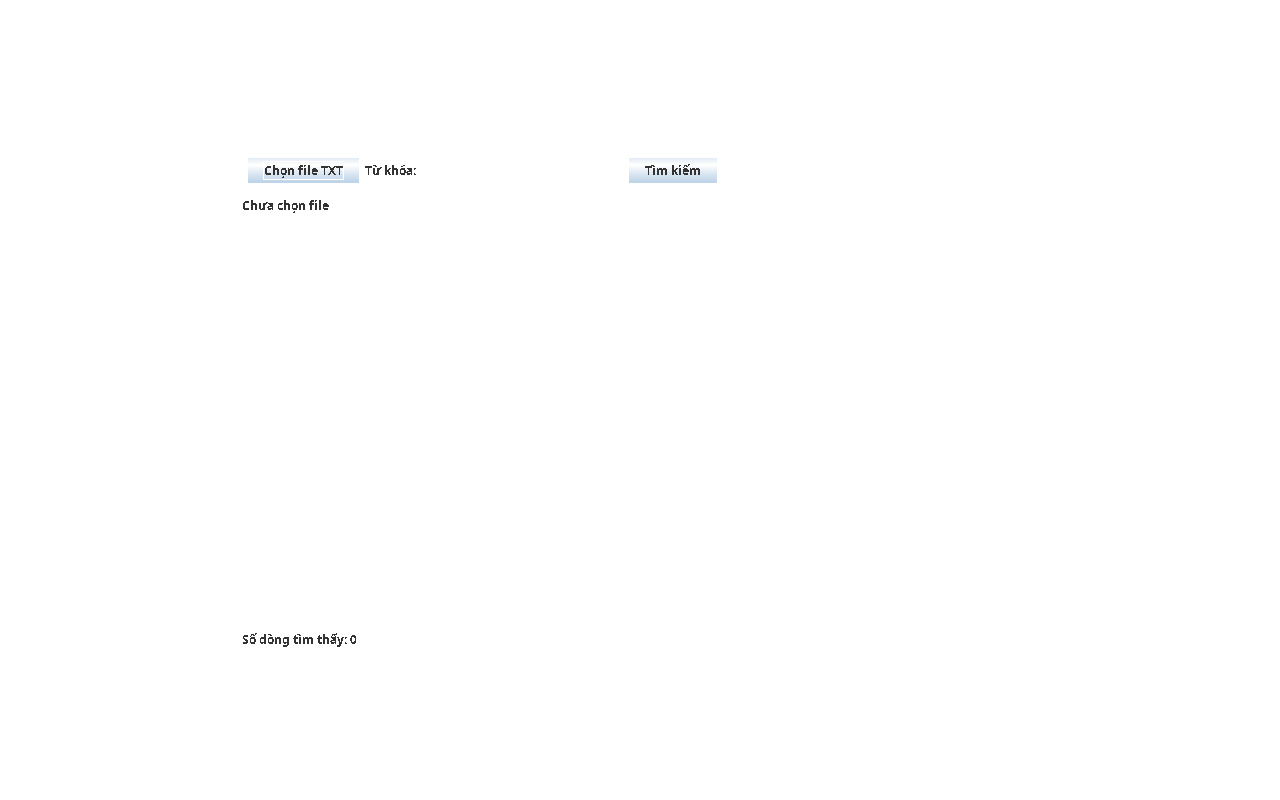 Chọn file TXT Từ khóa: Tìm kiếm
Chưa chọn file
Số dòng tìm thấy: 0